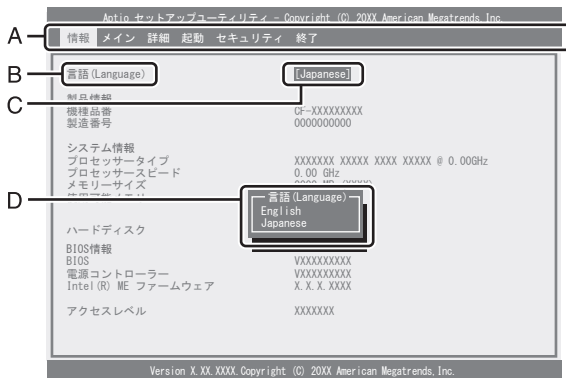 Aptio セットアップユーティリティ - Copyright (C) 20XX American Megatrends, Inc.
A
情報 メイン 詳細 起動 セキュリティ 終了
B
言語(Language) [Japanese]
C
製品情報
機種品番 CF-XXXXXXXXX
製造番号 0000000000
システム情報
プロセッサータイプ XXXXXXX XXXXX XXXX XXXXX @ 0.00GHz
プロセッサースピード 0.00 GHz
メモリーサイズ
D
言語(Language)
English
Japanese
ハードディスク
BIOS情報
BIOS VXXXXXXXXX
電源コントローラー VXXXXXXXXX
Intel(R) ME ファームウェア X.X.X.XXXX
アクセスレベル XXXXXXX
Version X.XX.XXXX.Copyright (C) 20XX American Megatrends,Inc.